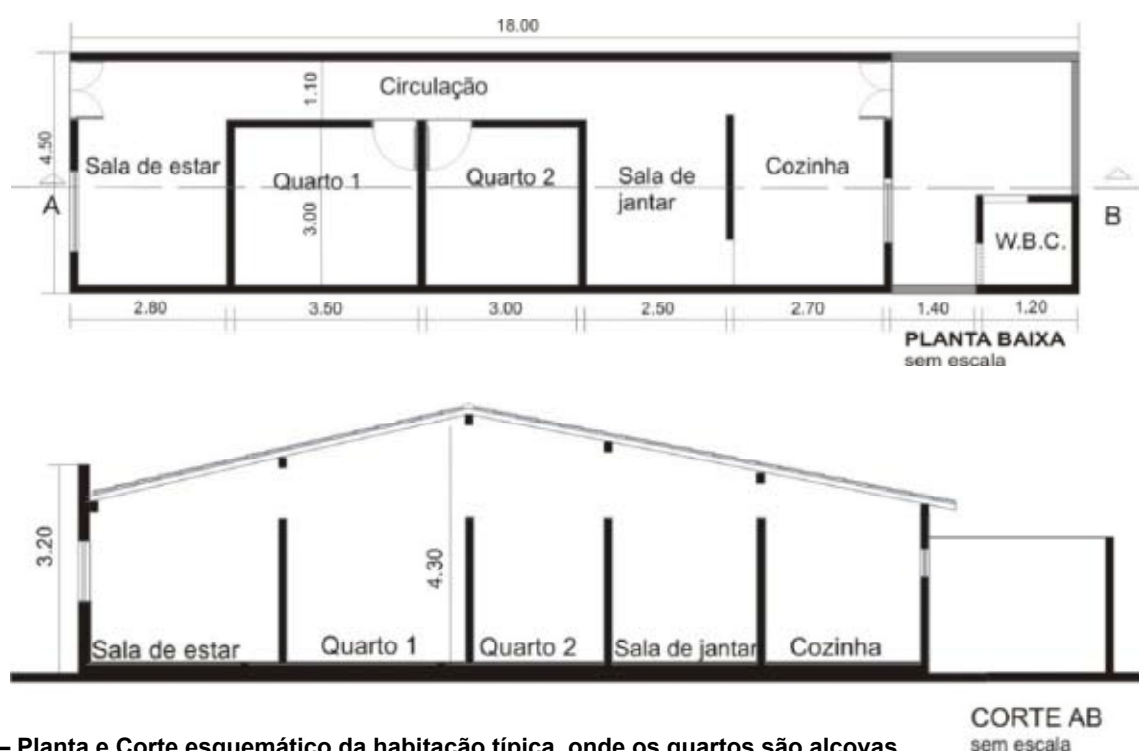 18.00
1.10
Circulação
4.50
Sala de estar
Quarto 1
Quarto 2
Sala de
jantar
Cozinha
A
B
3.00
W.B.C.
2.80
3.50
3.00
2.50
2.70
1.40
1.20
PLANTA BAIXA
sem escala
3.20
4.30
Sala de estar
Quarto 1
Quarto 2
Sala de jantar
Cozinha
CORTE AB
sem escala
– Planta e Corte esquemático da habitação típica, onde os quartos são alcovas